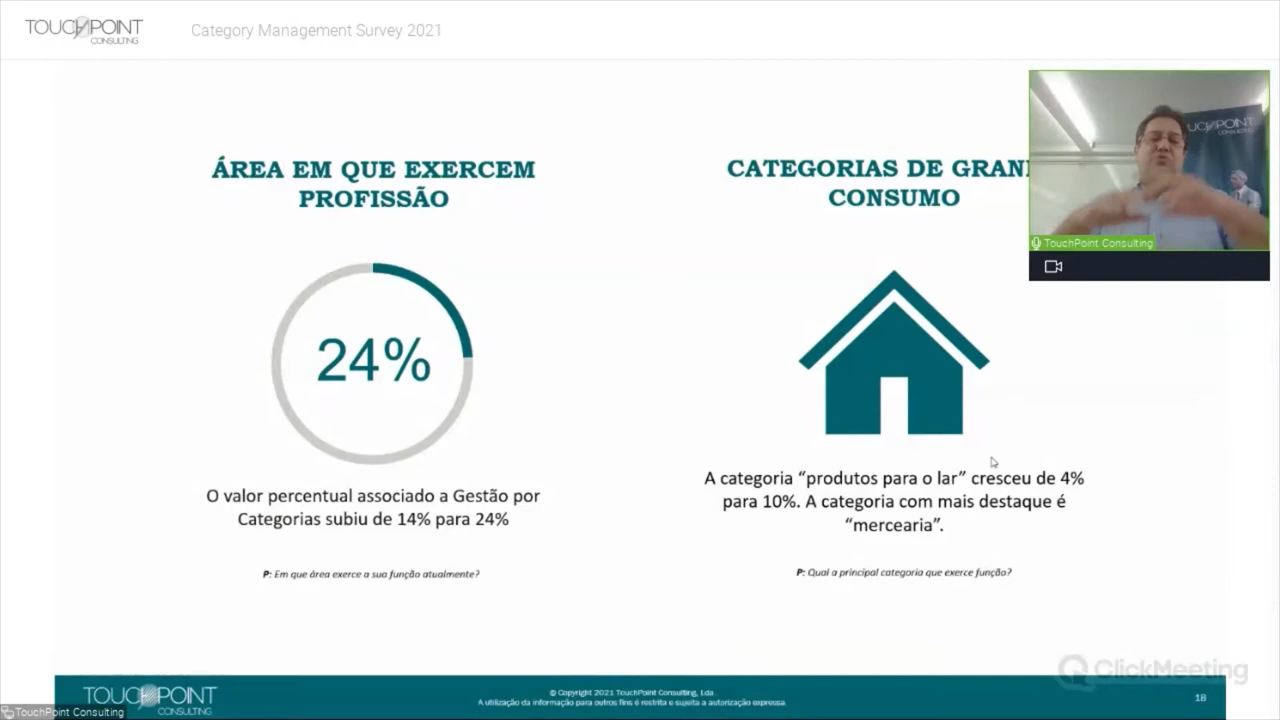 TOUCHPOINT
CONSULTING
Category Management Survey 2021
ÁREA EM QUE EXERCEM
PROFISSÃO
24%
O valor percentual associado a Gestão por
Categorias subiu de 14% para 24%
P: Em que área exerce a sua função atualmente?
CATEGORIAS DE GRAN
CONSUMO
A categoria “produtos para o lar” cresceu de 4%
para 10%. A categoria com mais destaque é
“mercearia”.
P: Qual a principal categoria que exerce função?
TOUCHPOINT
CONSULTING
TouchPoint Consulting
ClickMeeting
TOUCHPOINT
CONSULTING
© Copyright 2021 TouchPoint Consulting, Lda.
A utilização da informação para outros fins é restrita e sujeita a autorização expressa.
18
TouchPoint Consulting